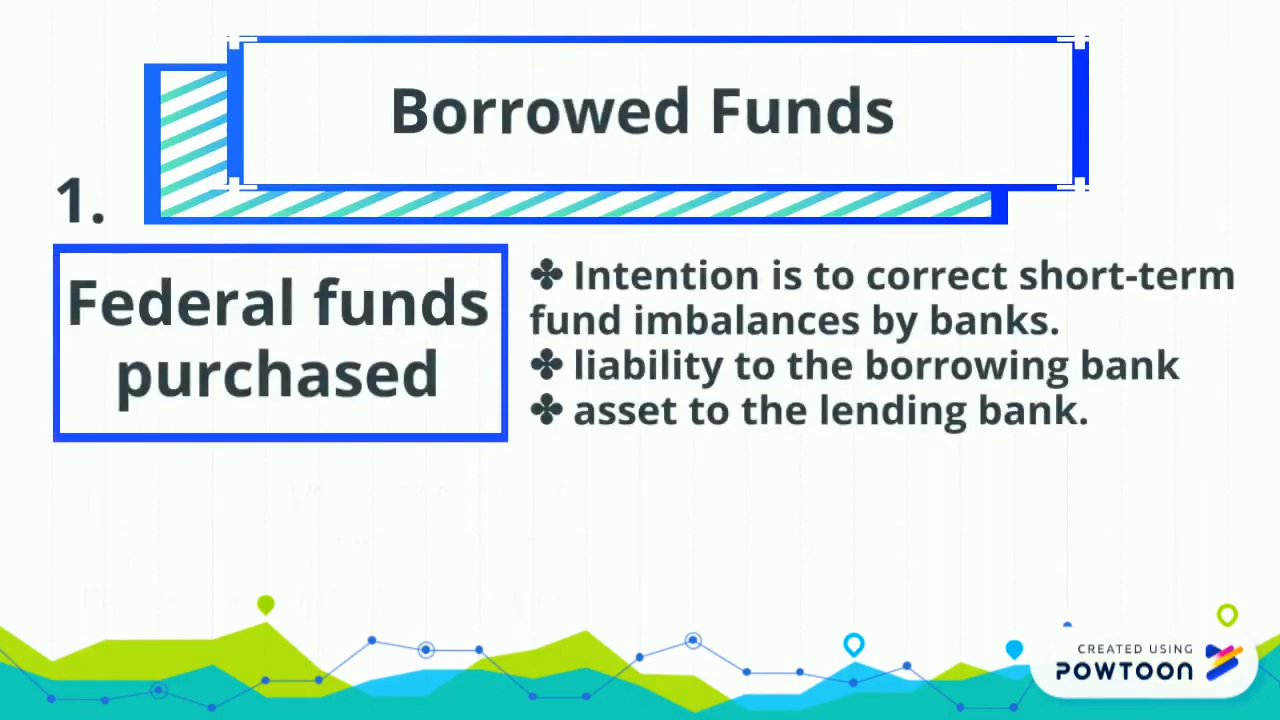 Borrowed Funds
1.
Federal funds
purchased
✤ Intention is to correct short-term
fund imbalances by banks.
✤ liability to the borrowing bank
✤ asset to the lending bank.
CREATED USING
POWTOON